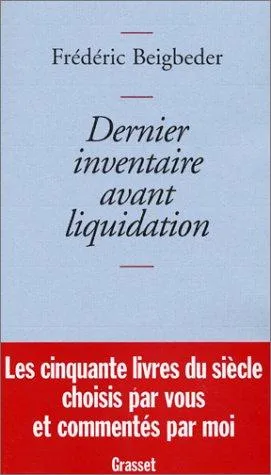 Frédéric Beigbeder
Dernier
inventaire
avant
liquidation
Les cinquante livres du siècle
choisis par vous
et commentés par moi
Grasset